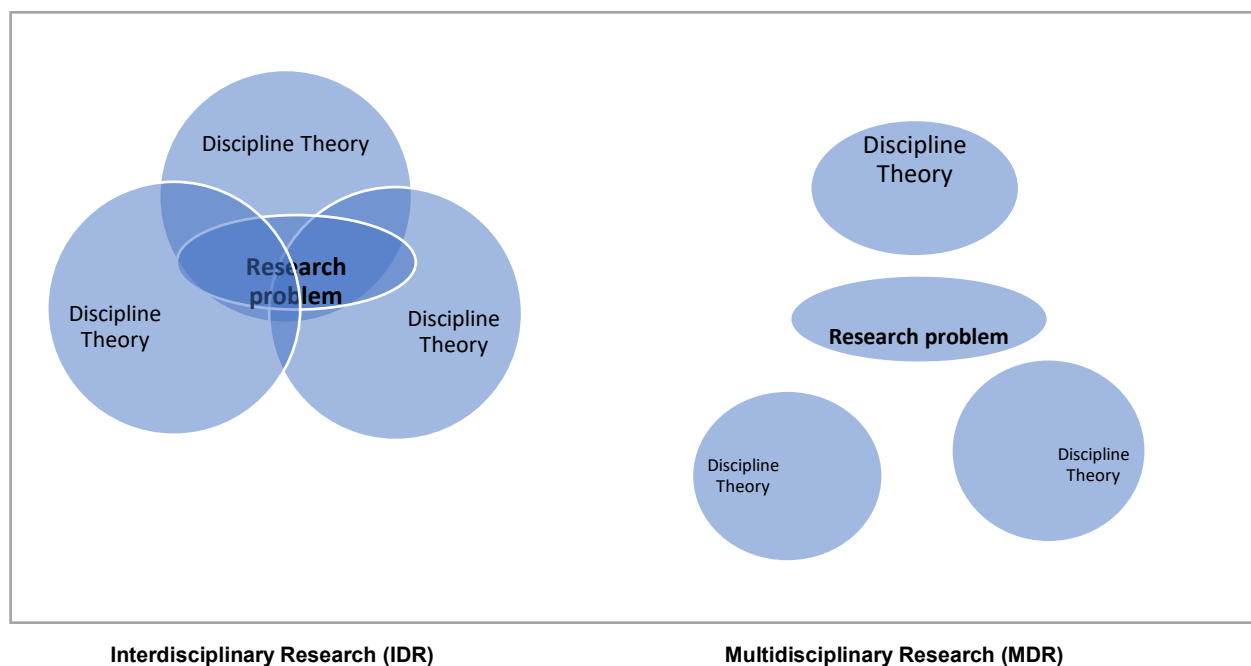 Discipline Theory
Research
problem
Discipline
Theory
Discipline
Theory
Discipline
Theory
Research problem
Discipline
Theory
Discipline
Theory
Interdisciplinary Research (IDR)
Multidisciplinary Research (MDR)